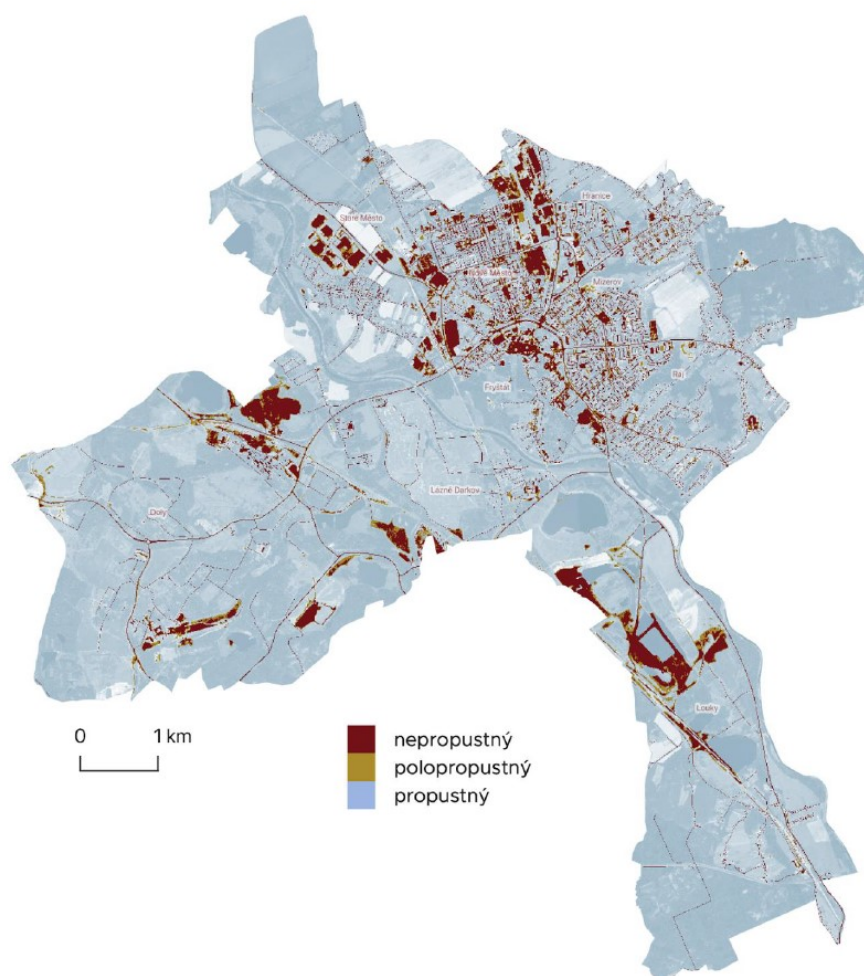 Hranice
Staré Město
Nové Město
Mizerov
Ráj
Fryštát
Lázně Darkov
Doly
Louky
0 1 km
nepropustný
polopropustný
propustný